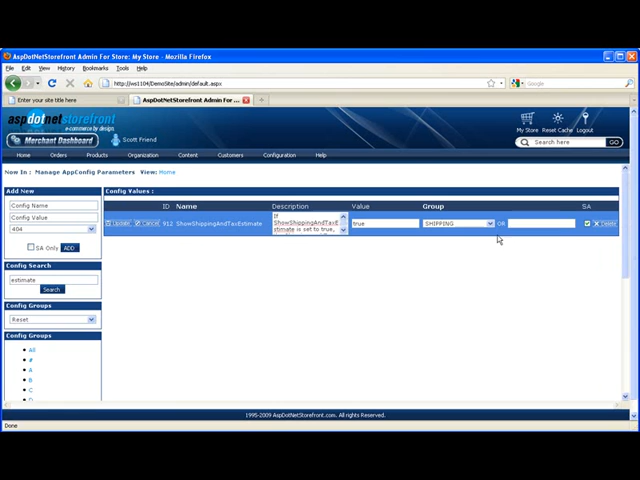 AspDotNetStorefront Admin For Store: My Store - Mozilla Firefox
File Edit View History Bookmarks Tools Help
http://ws1104/DemoSite/admin/default.aspx
Google
Enter your site title here
AspDotNetStorefront Admin For ...
aspdotnetstorefront
e-commerce by design.
My Store Reset Cache Logout
Merchant Dashboard
Scott Friend
Search here
GO
Home Orders Products Organization Content Customers Configuration Help
Now In: Manage AppConfig Parameters View: Home
Add New
Config Name
Config Value
404
SA Only ADD
Config Search
estimate
Search
Config Groups
Reset
Config Groups
All
#
A
B
C
D
Config Values :
ID Name Description Value Group SA
Update Cancel 912 ShowShippingAndTaxEstimate
If
ShowShippingAndTaxE
stimate is set to true,
true SHIPPING OR Delete
1995-2009 AspDotNetStorefront.com. All rights Reserved.
Done